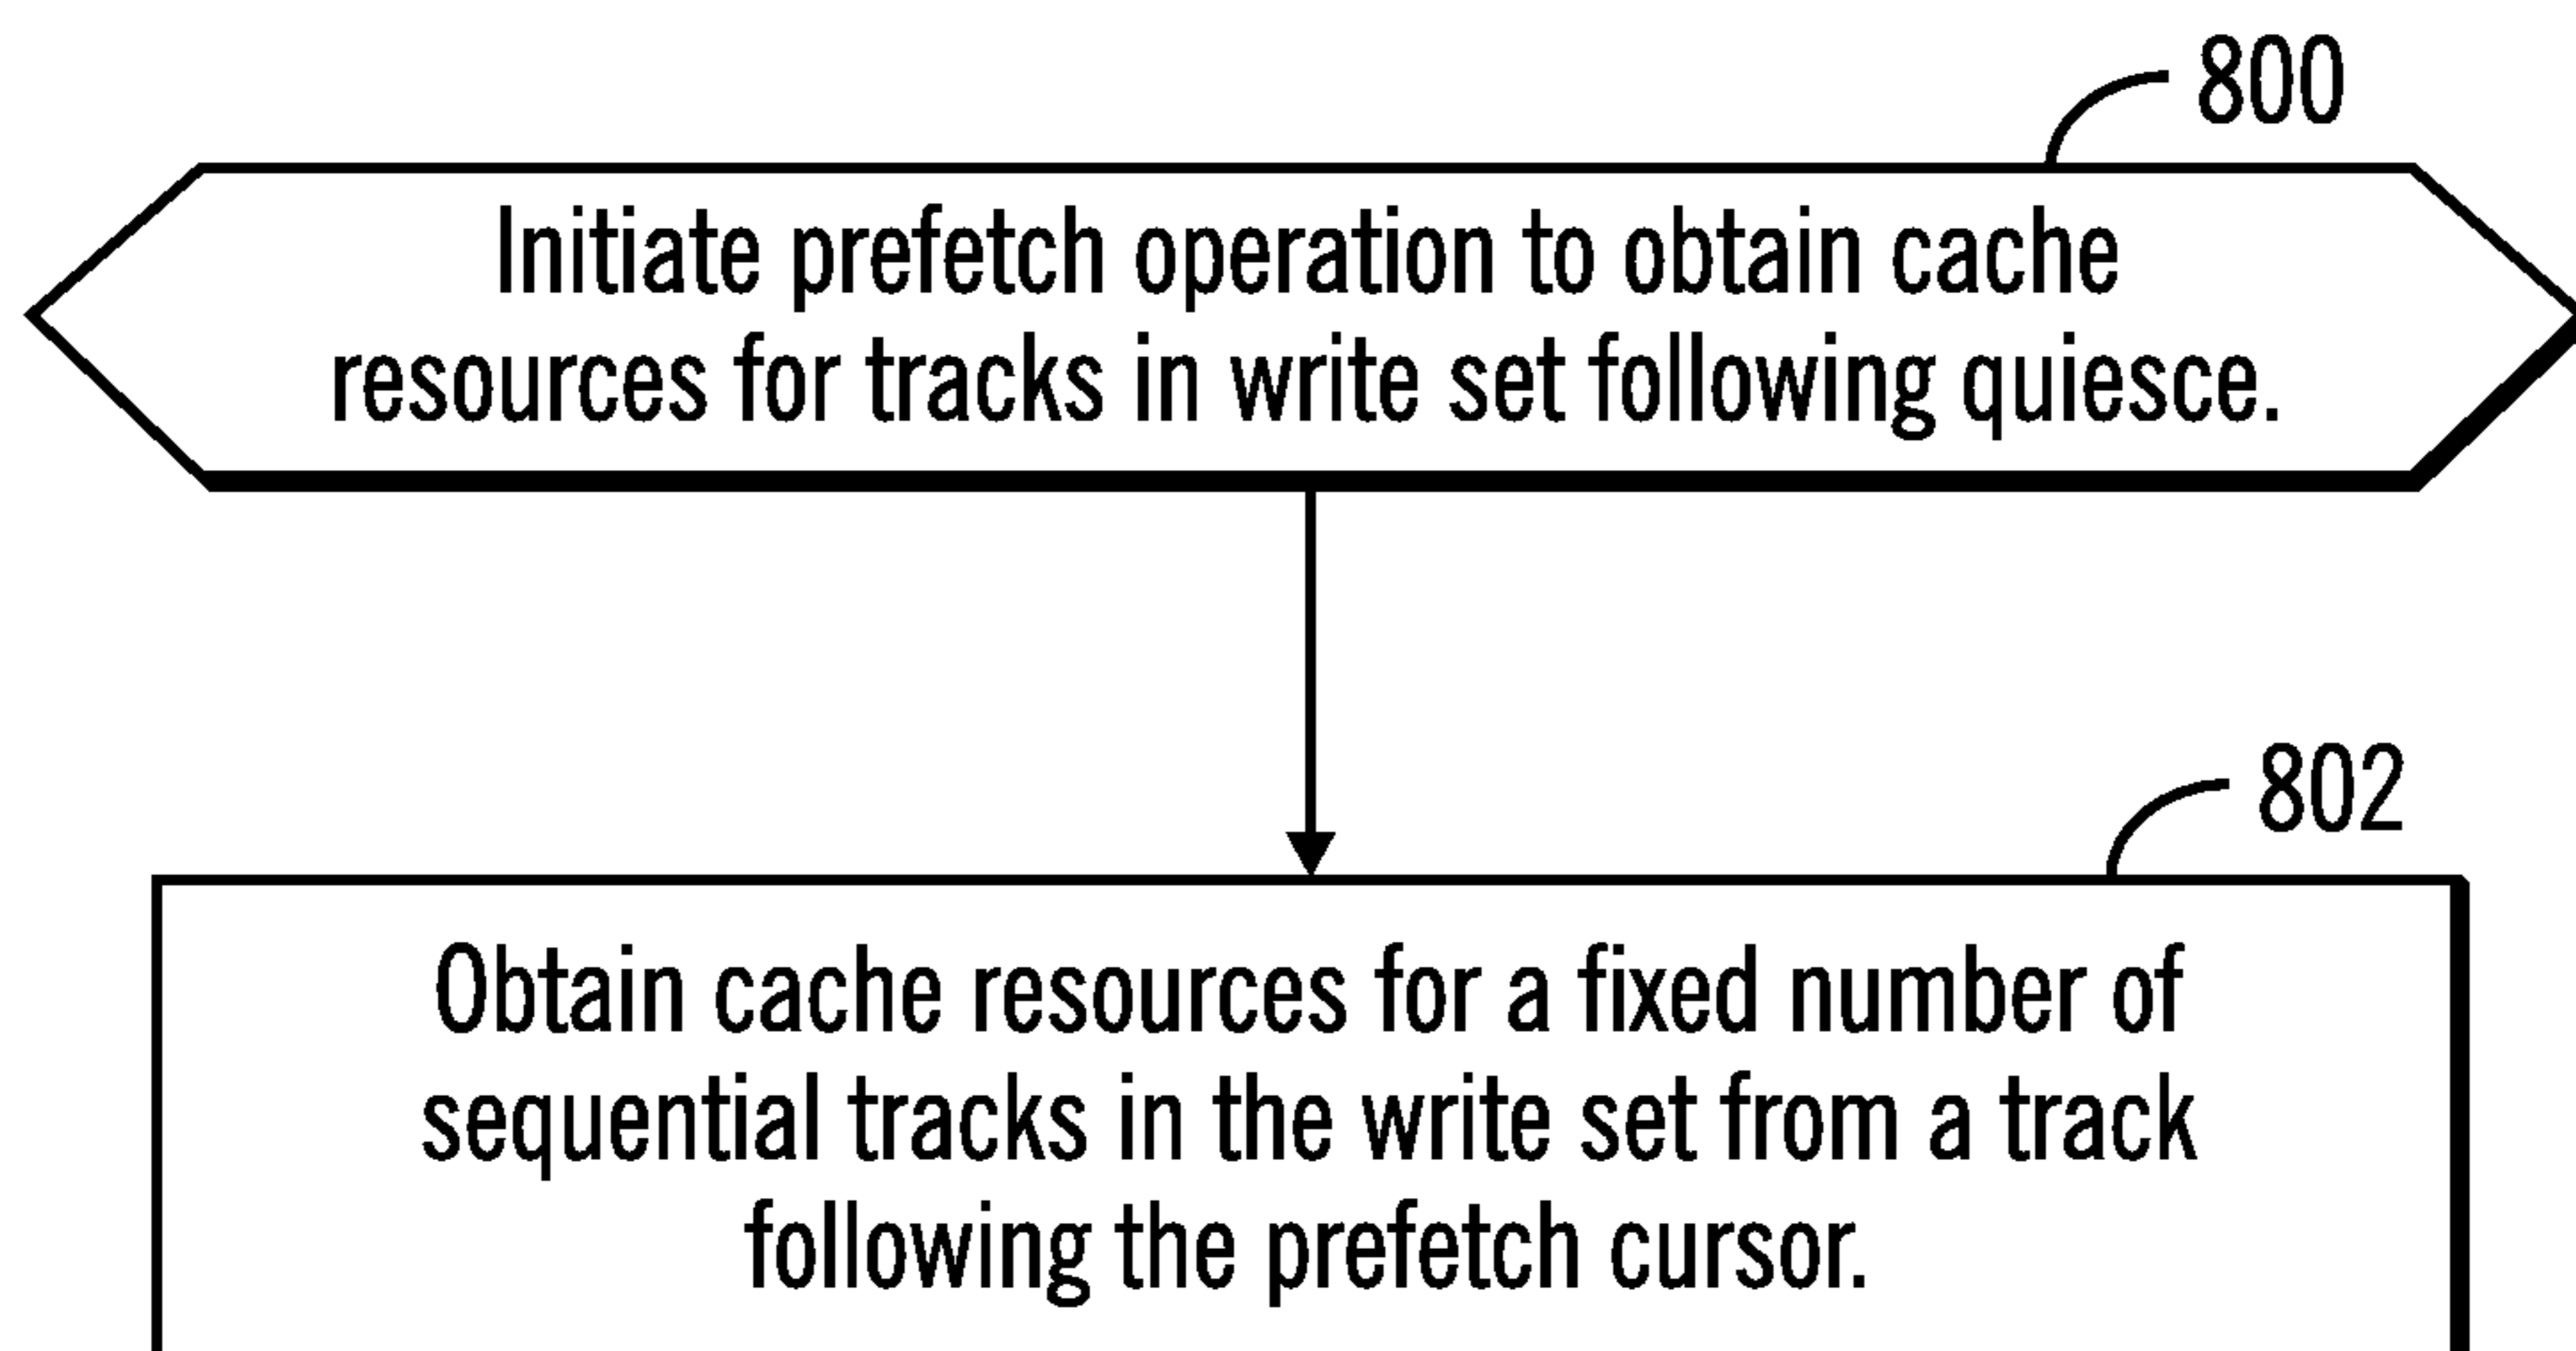 800
Initiate prefetch operation to obtain cache
resources for tracks in write set following quiesce.
802
Obtain cache resources for a fixed number of
sequential tracks in the write set from a track
following the prefetch cursor.